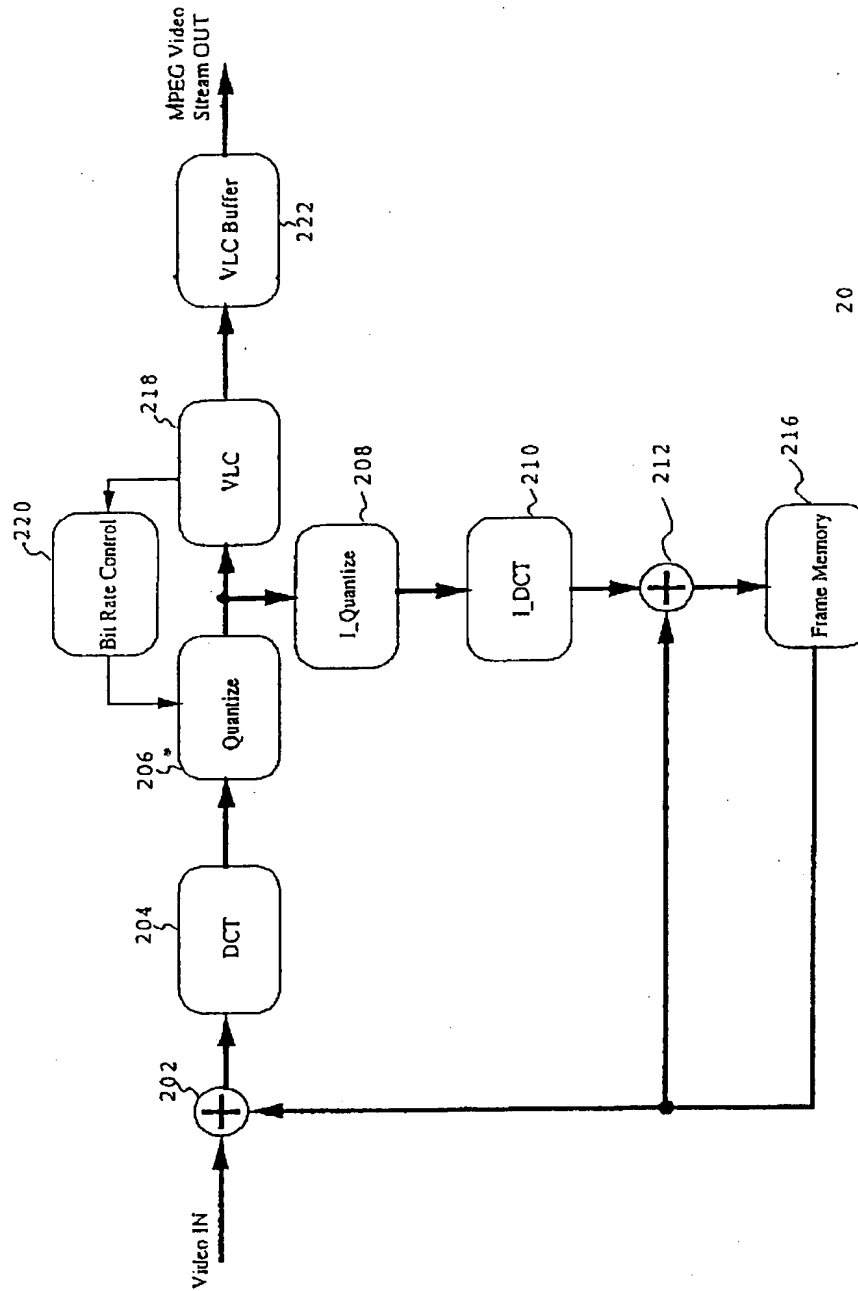 Video IN
202
DCT
204
Quantize
206
*
Bit Rate Control
220
VLC
218
VLC Buffer
222
MPEG Video
Stream OUT
I_Quantize
208
I_DCT
210
212
Frame Memory
216
20